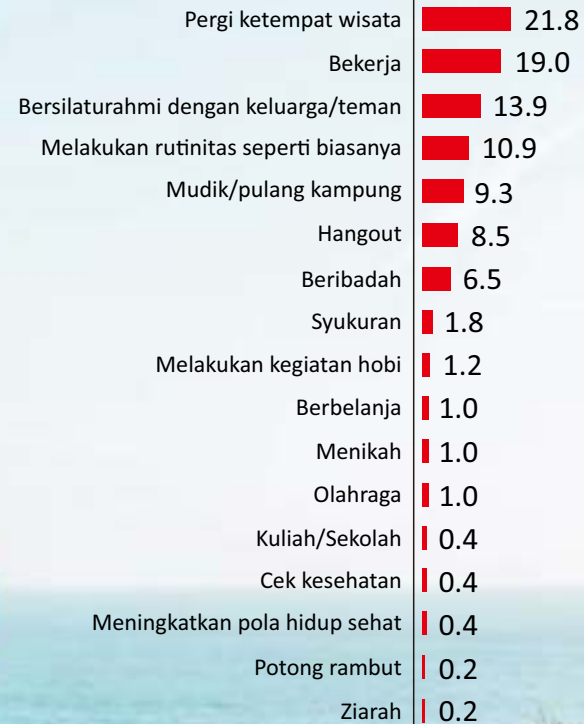 Pergi ketempat wisata 21.8
Bekerja 19.0
Bersilaturahmi dengan keluarga/teman 13.9
Melakukan rutinitas seperti biasanya 10.9
Mudik/pulang kampung 9.3
Hangout 8.5
Beribadah 6.5
Syukuran 1.8
Melakukan kegiatan hobi 1.2
Berbelanja 1.0
Menikah 1.0
Olahraga 1.0
Kuliah/Sekolah 0.4
Cek kesehatan 0.4
Meningkatkan pola hidup sehat 0.4
Potong rambut 0.2
Ziarah 0.2